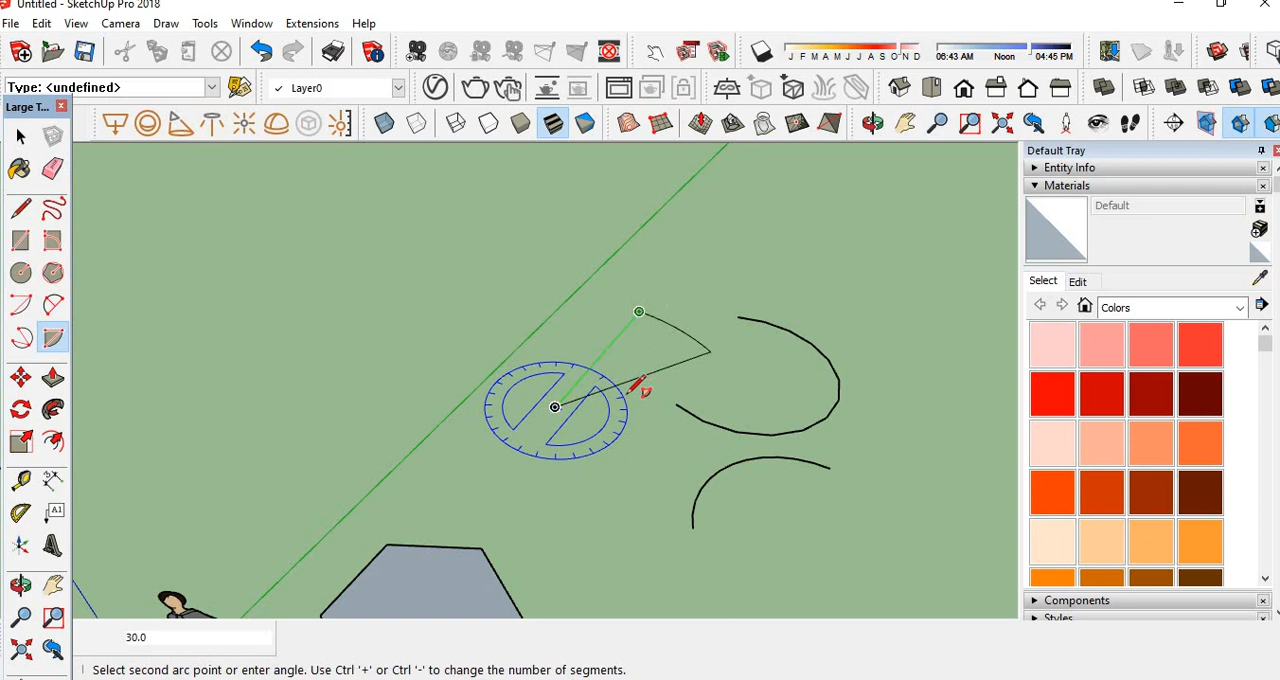 Untitled - SketchUp Pro 2018
File Edit View Camera Draw Tools Window Extensions Help
J F M A M J J A S O N D 06:43 AM Noon 04:45 PM
Type: <undefined> Layer0
Large T...
Default Tray
Entity Info
Materials
Default
Select Edit
Colors
A1
Components
Styles
30.0
Select second arc point or enter angle. Use Ctrl '+' or Ctrl '-' to change the number of segments.